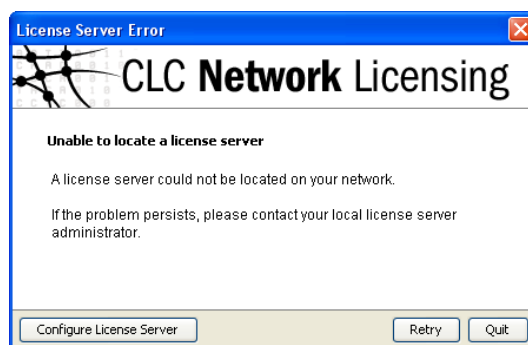 License Server Error
CLC Network Licensing
Unable to locate a license server
A license server could not be located on your network.
If the problem persists, please contact your local license server
administrator.
Configure License Server
Retry
Quit